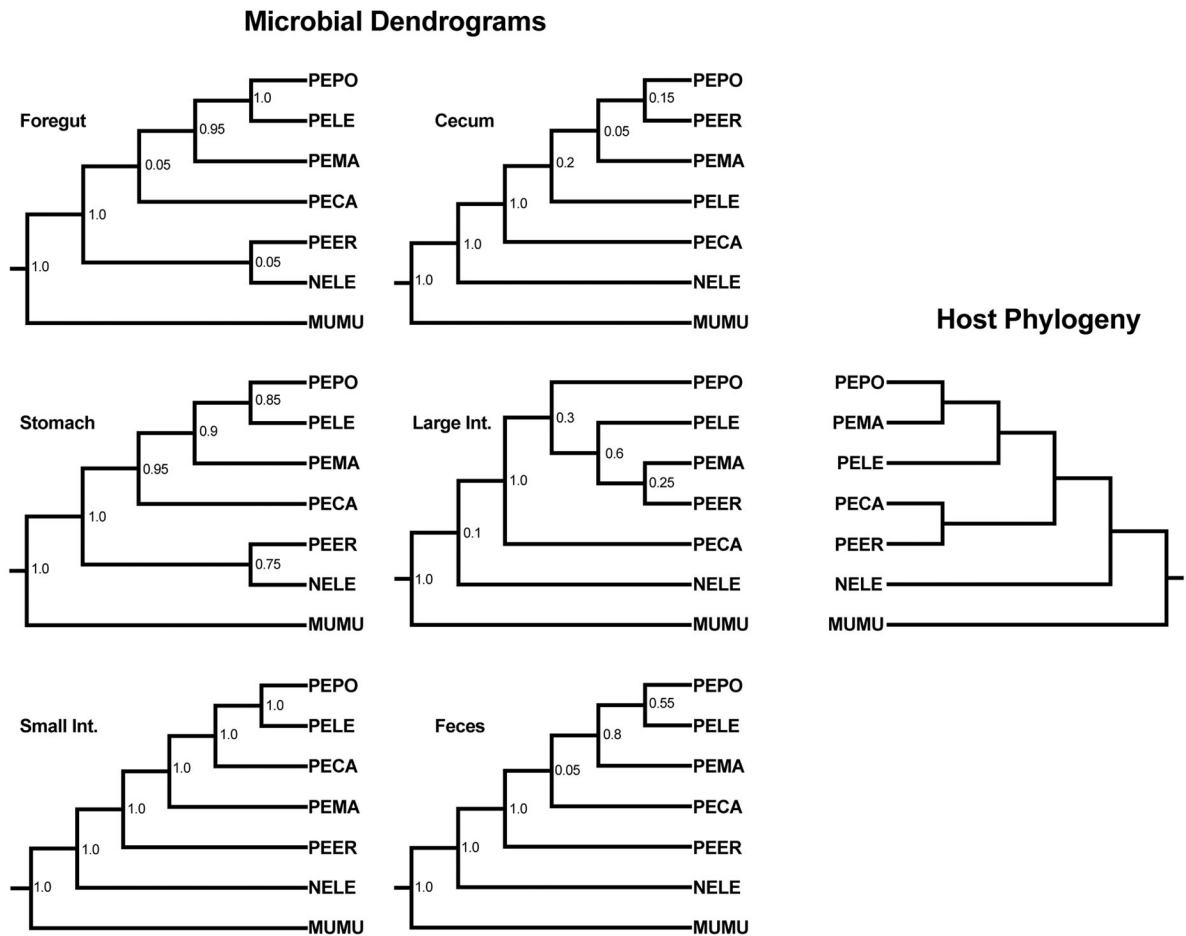 Microbial Dendrograms
Foregut
PEPO
1.0
PELE
0.95
PEMA
0.05
PECA
1.0
PEER
0.05
NELE
1.0
MUMU
Cecum
PEPO
0.15
PEER
0.05
PEMA
0.2
PELE
1.0
PECA
1.0
NELE
1.0
MUMU
Stomach
PEPO
0.85
PELE
0.9
PEMA
0.95
PECA
1.0
PEER
0.75
NELE
1.0
MUMU
Large Int.
PEPO
0.3
PELE
0.6
PEMA
0.25
PEER
1.0
PECA
0.1
NELE
1.0
MUMU
Small Int.
PEPO
1.0
PELE
1.0
PECA
1.0
PEMA
1.0
PEER
1.0
NELE
1.0
MUMU
Feces
PEPO
0.55
PELE
0.8
PEMA
0.05
PECA
1.0
PEER
1.0
NELE
1.0
MUMU
Host Phylogeny
PEPO
PEMA
PELE
PECA
PEER
NELE
MUMU